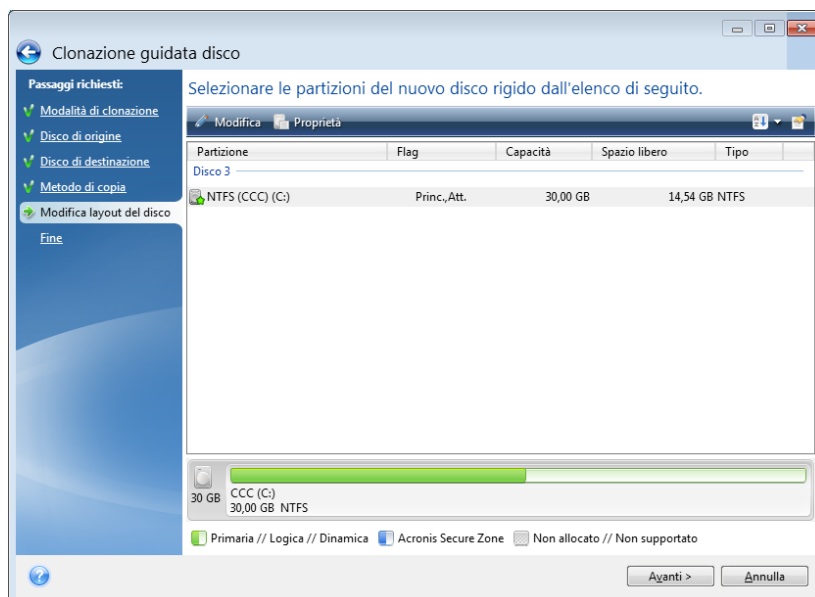 Clonazione guidata disco
Passaggi richiesti:
Modalità di clonazione
Disco di origine
Disco di destinazione
Metodo di copia
Modifica layout del disco
Fine
Selezionare le partizioni del nuovo disco rigido dall'elenco di seguito.
Modifica Proprietà
Partizione Flag Capacità Spazio libero Tipo
Disco 3
NTFS (CCC) (C:) Princ.,Att. 30,00 GB 14,54 GB NTFS
30 GB
CCC (C:)
30,00 GB NTFS
Primaria // Logica // Dinamica Acronis Secure Zone Non allocato // Non supportato
Avanti > Annulla